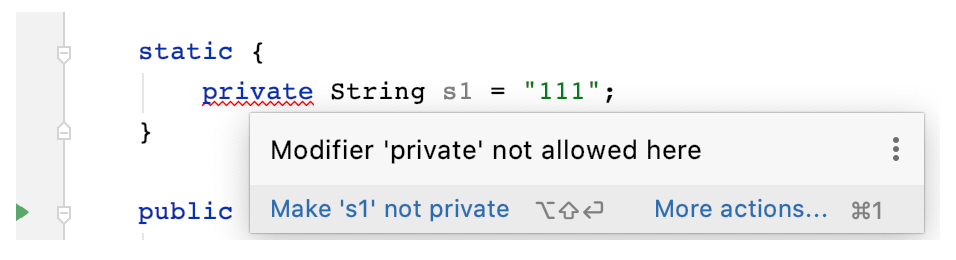 static {
private String s1 = "111";
}
Modifier 'private' not allowed here
public
Make 's1' not private ⌥⇧⏎ More actions... ⌘1